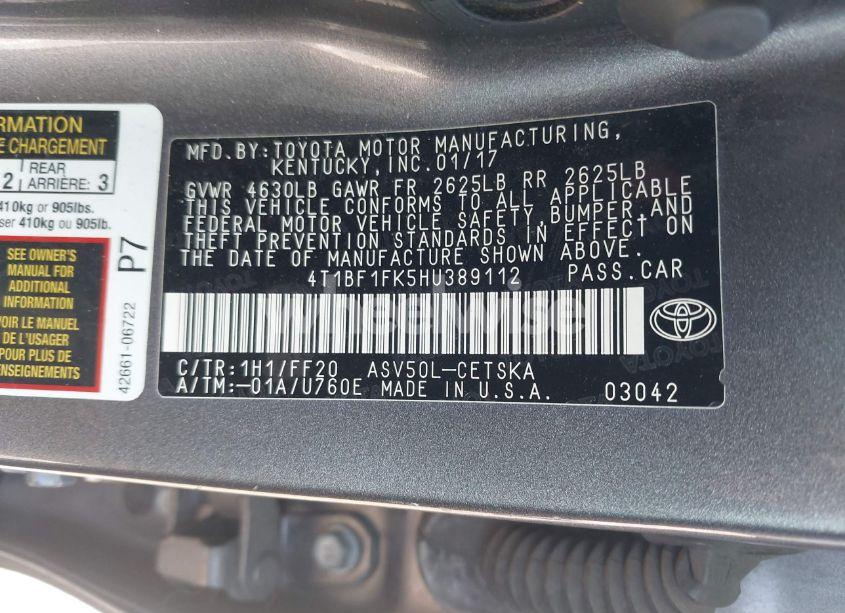 RMATION
E CHARGEMENT
2 REAR ARRIÈRE: 3
410kg or 905lbs.
ser 410kg ou 905lb.
SEE OWNER'S
MANUAL FOR
ADDITIONAL
INFORMATION
VOIR LE MANUEL
DE L'USAGER
POUR PLUS DE
RENSEIGNEMENTS
P7
42661-06722
MFD.BY:TOYOTA MOTOR MANUFACTURING,
KENTUCKY,INC.01/17
GVWR 4630LB GAWR FR 2625LB RR 2625LB
THIS VEHICLE CONFORMS TO ALL APPLICABLE
FEDERAL MOTOR VEHICLE SAFETY,BUMPER,AND
THEFT PREVENTION STANDARDS IN EFFECT ON
THE DATE OF MANUFACTURE SHOWN ABOVE.
4T1BF1FK5HU389112 PASS.CAR
wheelwise
C/TR:1H1/FF20 ASV50L-CETSKA
A/TM:-01A/U760E MADE IN U.S.A. 03042